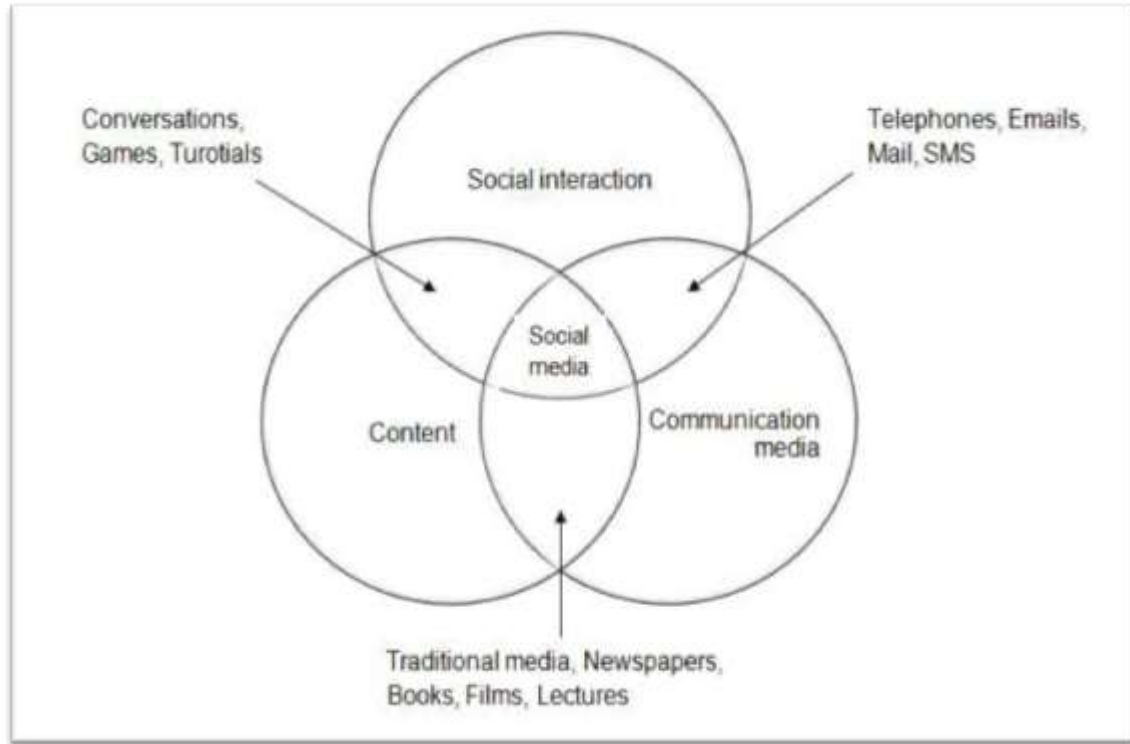 Conversations,
Games, Turotials
Telephones, Emails,
Mail, SMS
Social interaction
Social
media
Content
Communication
media
Traditional media, Newspapers,
Books, Films, Lectures